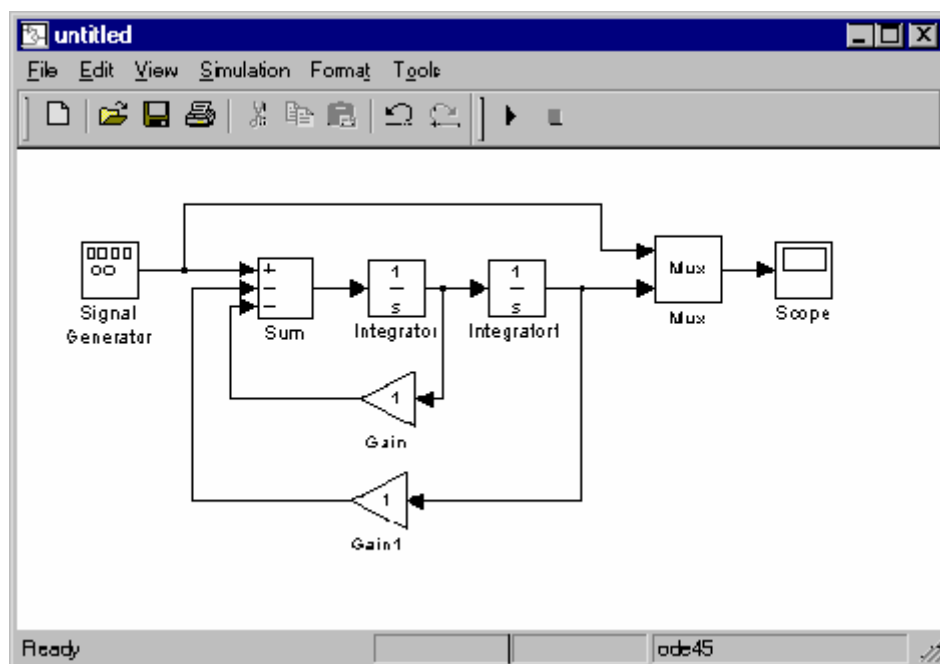 untitled
File Edit View Simulation Format Tools
Signal
Generator
+
−
−
Sum
1
s
Integrator
1
s
Integrator1
Mux
Mux
Scope
1
Gain
1
Gain1
Ready
ode45